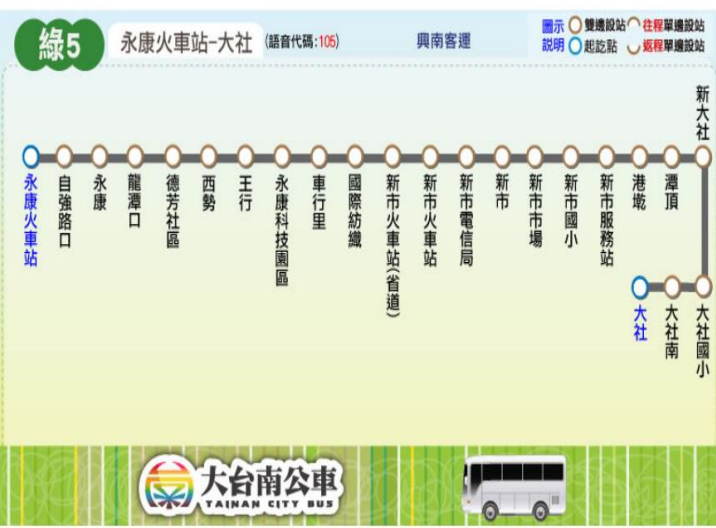 綠5
永康火車站-大社 (語音代碼:105)
興南客運
圖示 雙邊設站 往程單邊設站
說明 起訖點 返程單邊設站
永康火車站
自強路口
永康
龍潭口
德芳社區
西勢
王行
永康科技園區
車行里
國際紡織
新市火車站(省道)
新市火車站
新市電信局
新市
新市市場
新市國小
新市服務站
港墘
潭頂
新大社
大社國小
大社南
大社
大台南公車
TAINAN CITY BUS